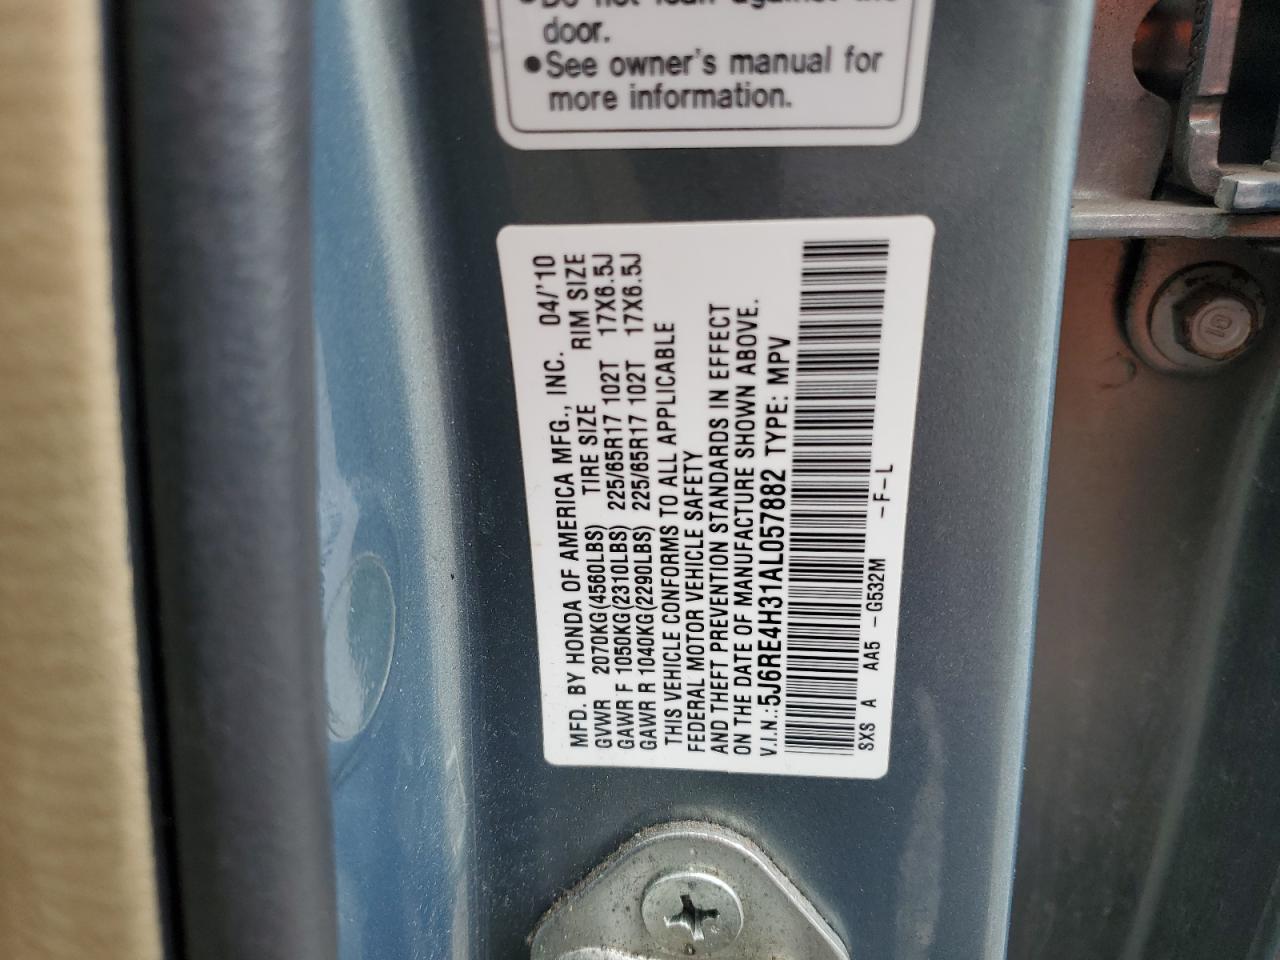 door.
•See owner's manual for
more information.
MFD. BY HONDA OF AMERICA MFG., INC. 04/'10
GVWR 2070KG(4560LBS) TIRE SIZE RIM SIZE
GAWR F 1050KG(2310LBS) 225/65R17 102T 17X6.5J
GAWR R 1040KG(2290LBS) 225/65R17 102T 17X6.5J
THIS VEHICLE CONFORMS TO ALL APPLICABLE
FEDERAL MOTOR VEHICLE SAFETY
AND THEFT PREVENTION STANDARDS IN EFFECT
ON THE DATE OF MANUFACTURE SHOWN ABOVE.
V.I.N.:5J6RE4H31AL057882 TYPE: MPV
SXS A AA5 -G532M -F-L